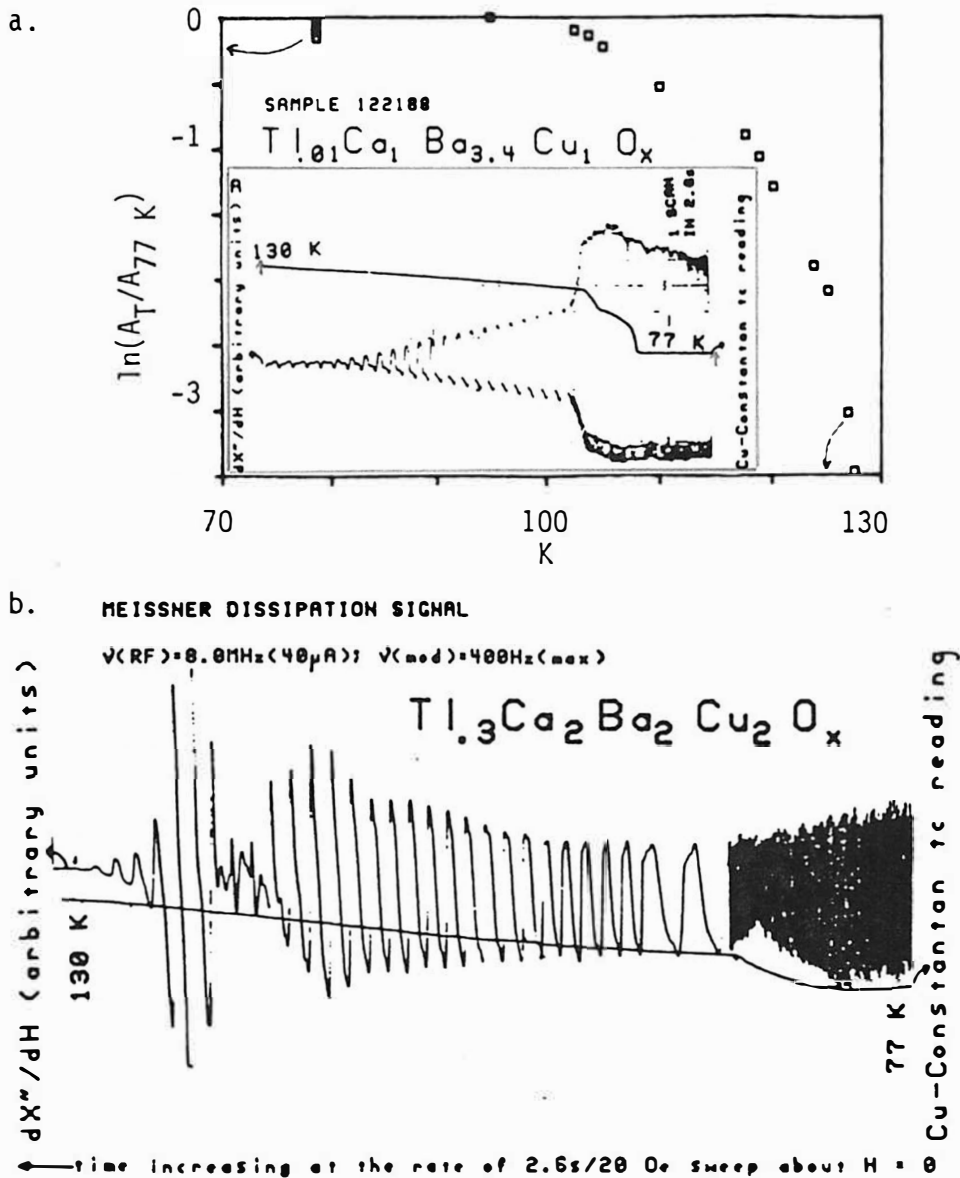 a.
0
-1
-3
ln(A_T/A_77 K)
SAMPLE 122188
Tl.01Ca1 Ba3.4 Cu1 Ox
A
dX"/dH (arbitrary units)
130 K
1 SCAN
IN 2.6s
77 K
Cu-Constantan tc reading
70
100
130
K
b.
MEISSNER DISSIPATION SIGNAL
ν(RF)=8.0MHz(40μA); ν(mod)=400Hz(max)
Tl.3Ca2Ba2Cu2Ox
dX"/dH (arbitrary units)
130 K
77 K
Cu-Constantan tc reading
time increasing at the rate of 2.6s/20 Oe sweep about H = 0